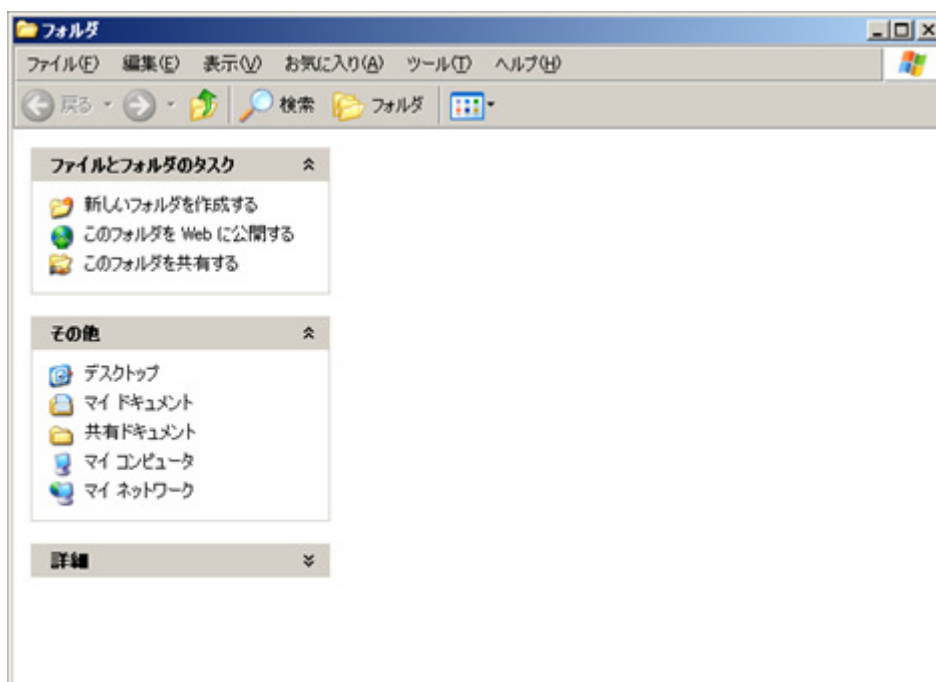 フォルダ
ファイル(F) 編集(E) 表示(V) お気に入り(A) ツール(T) ヘルプ(H)
戻る 検索 フォルダ
ファイルとフォルダのタスク
新しいフォルダを作成する
このフォルダを Web に公開する
このフォルダを共有する
その他
デスクトップ
マイ ドキュメント
共有ドキュメント
マイ コンピュータ
マイ ネットワーク
詳細